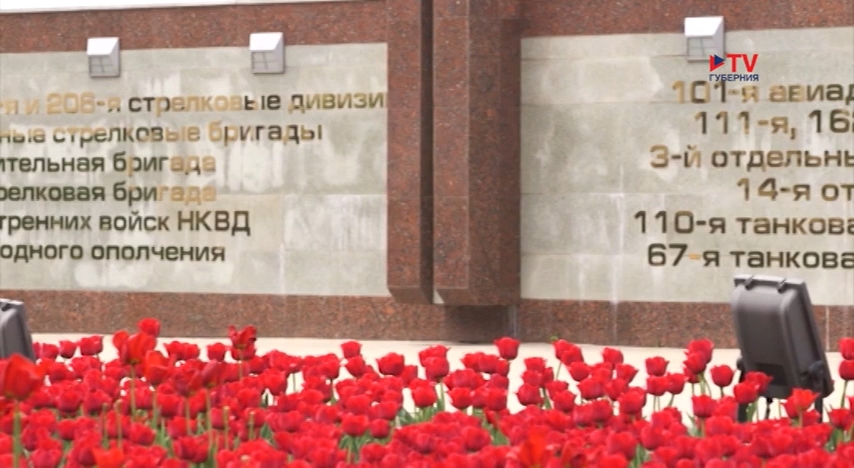 -я и 206-я стрелковые дивизи
ные стрелковые бригады
ительная бригада
релковая бригада
тренних войск НКВД
одного ополчения
TV
ГУБЕРНИЯ
101-я авиа
111-я, 16
3-й отдельны
14-я от
110-я танкова
67-я танкова